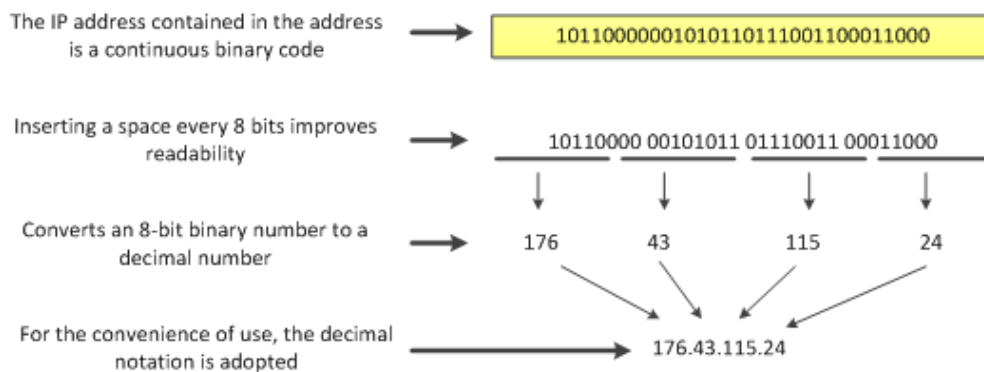 The IP address contained in the address
is a continuous binary code
10110000001010110111001100011000
Inserting a space every 8 bits improves
readability
10110000 00101011 01110011 00011000
Converts an 8-bit binary number to a
decimal number
176 43 115 24
For the convenience of use, the decimal
notation is adopted
176.43.115.24